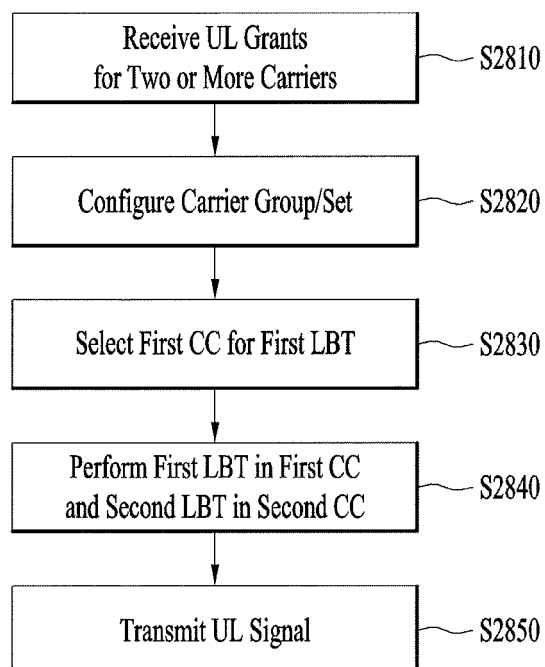 Receive UL Grants
for Two or More Carriers
S2810
Configure Carrier Group/Set
S2820
Select First CC for First LBT
S2830
Perform First LBT in First CC
and Second LBT in Second CC
S2840
Transmit UL Signal
S2850